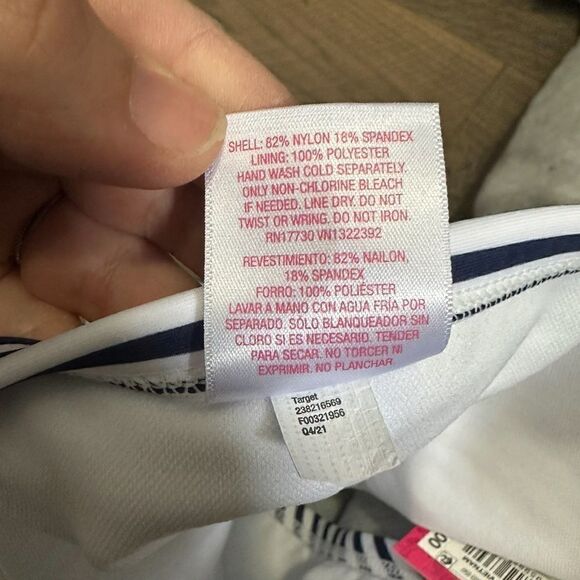 SHELL: 82% NYLON 18% SPANDEX
LINING: 100% POLYESTER
HAND WASH COLD SEPARATELY.
ONLY NON-CHLORINE BLEACH
IF NEEDED. LINE DRY. DO NOT
TWIST OR WRING. DO NOT IRON.
RN17730 VN1322392
REVESTIMIENTO: 82% NAILON,
18% SPANDEX
FORRO: 100% POLIÉSTER
LAVAR A MANO CON AGUA FRÍA POR
SEPARADO. SÓLO BLANQUEADOR SIN
CLORO SI ES NECESARIO. TENDER
PARA SECAR. NO TORCER NI
EXPRIMIR. NO PLANCHAR.
Target
238216569
F00321956
Q4/21